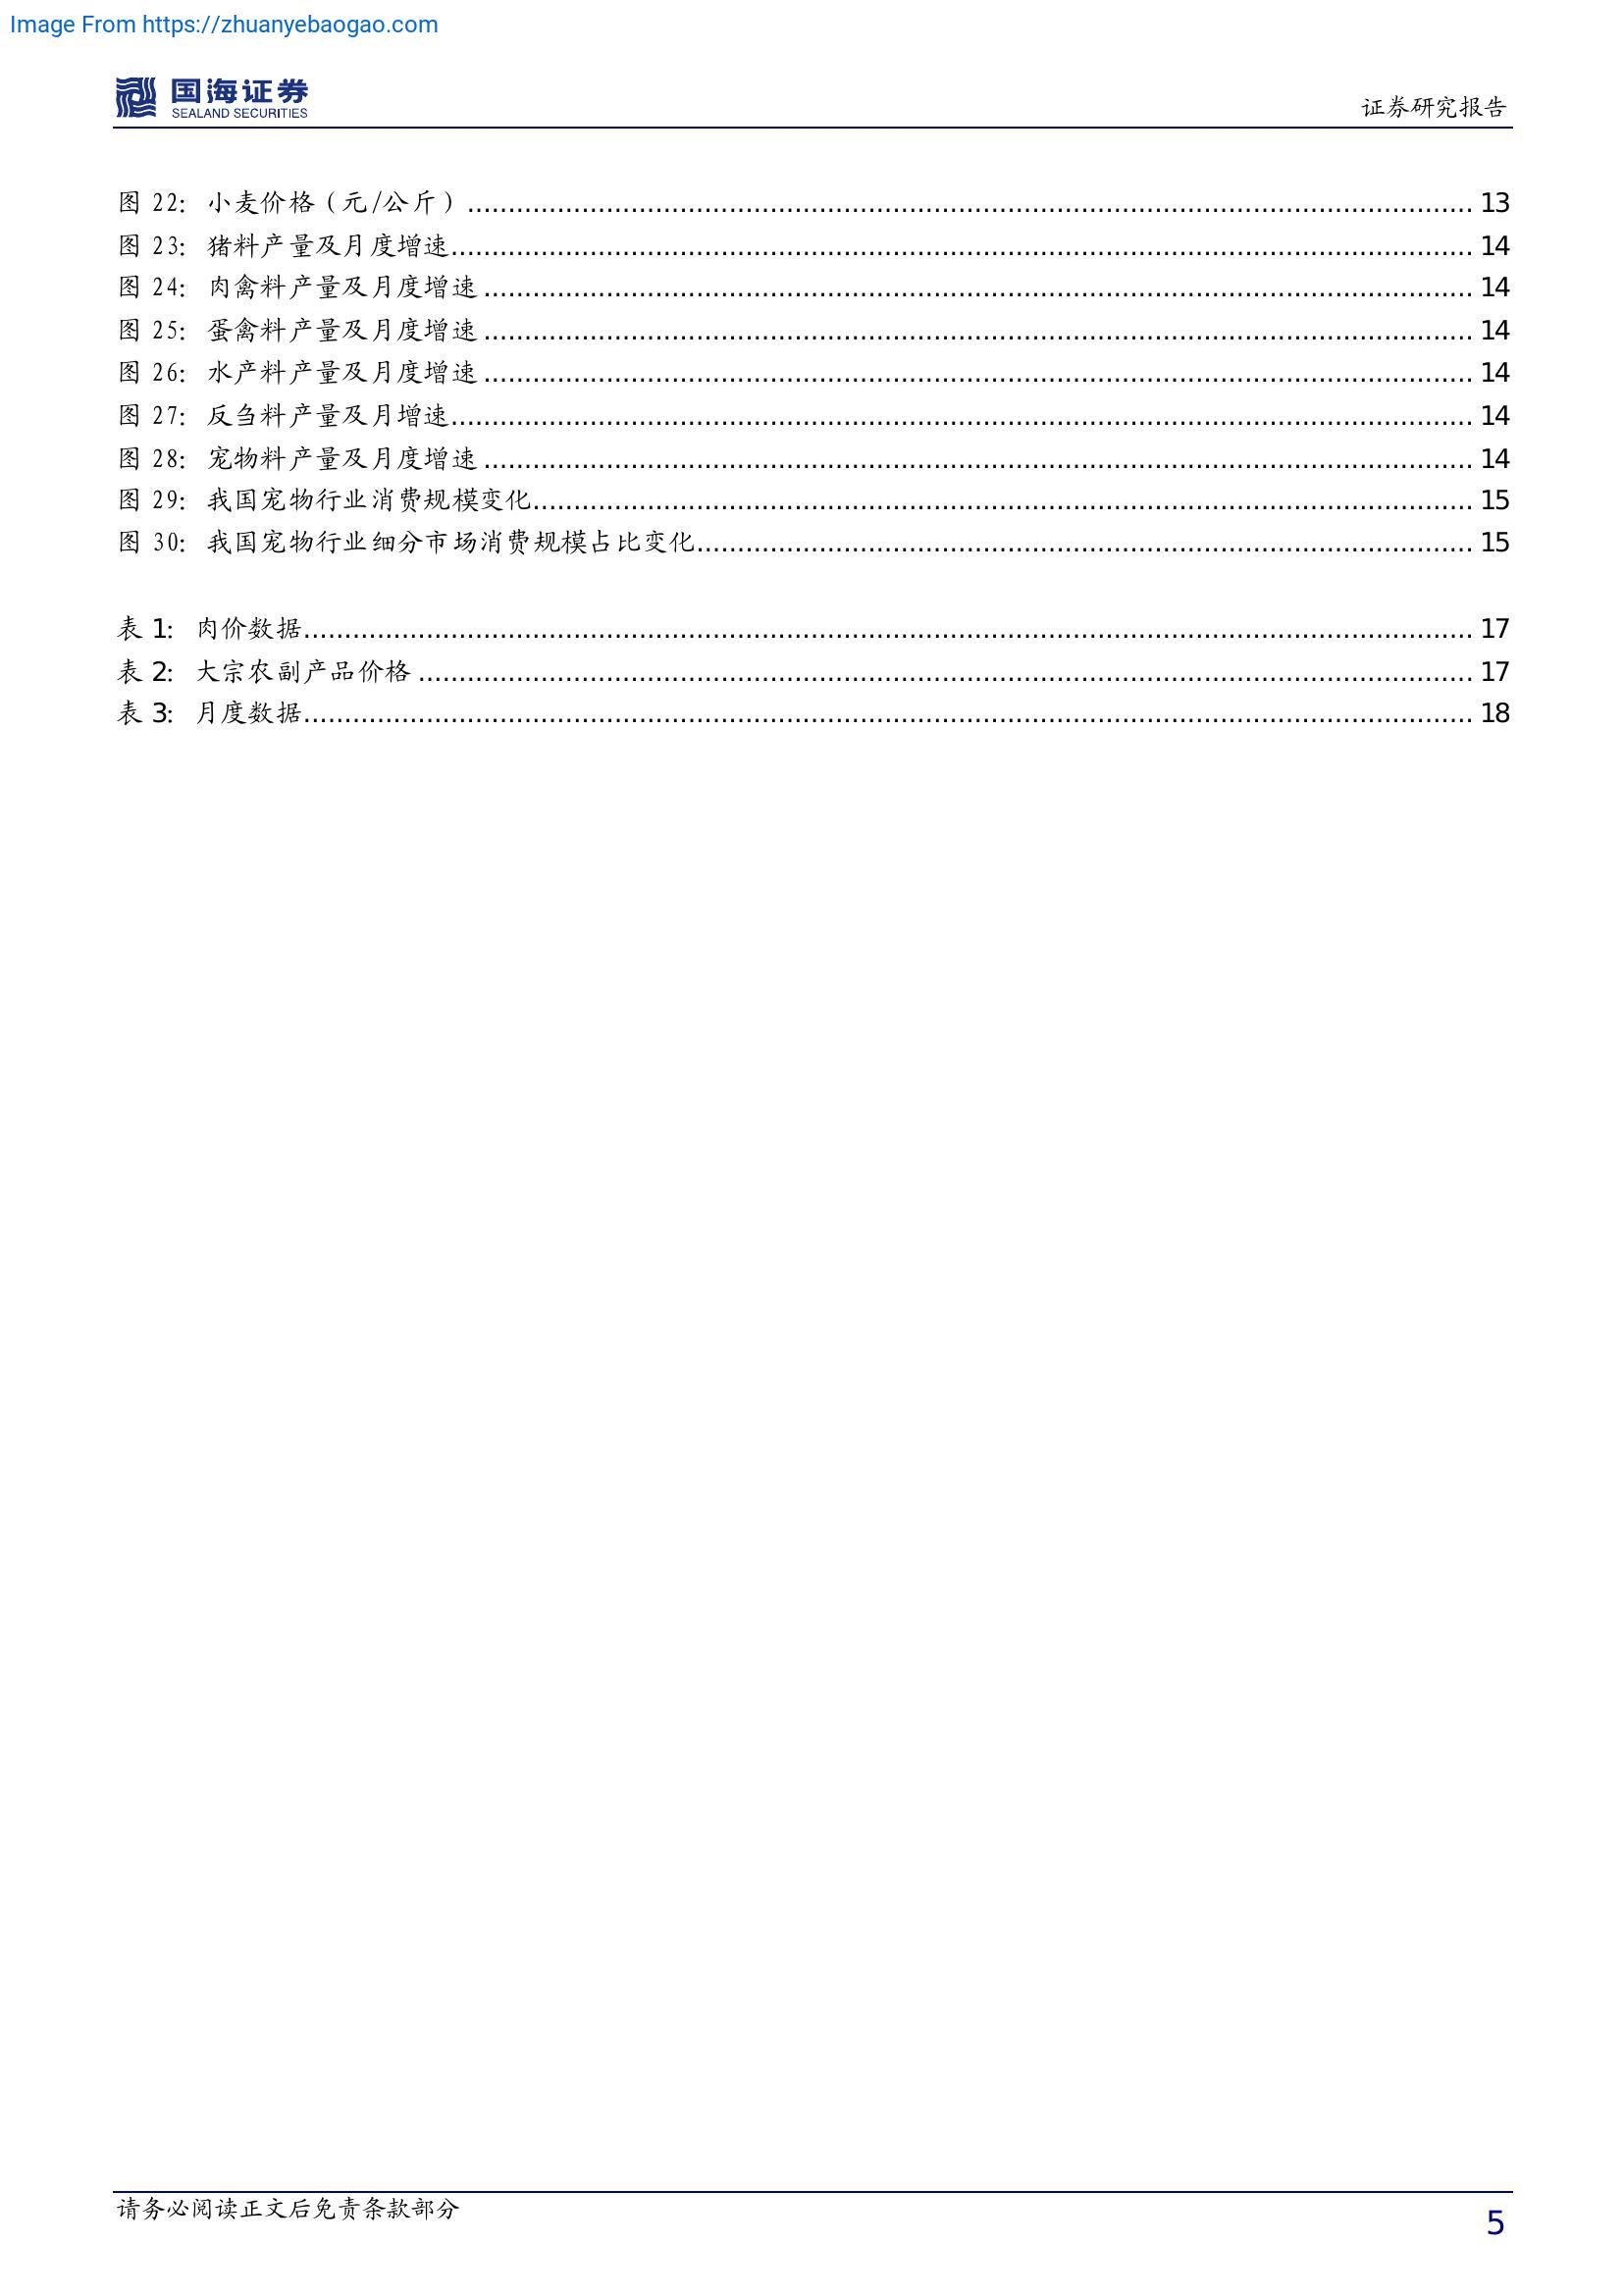 Image From https://zhuanyebaogao.com
国海证券
SEALAND SECURITIES
证券研究报告
图 22: 小麦价格（元/公斤）........................................ 13
图 23: 猪料产量及月度增速........................................ 14
图 24: 肉禽料产量及月度增速........................................ 14
图 25: 蛋禽料产量及月度增速........................................ 14
图 26: 水产料产量及月度增速........................................ 14
图 27: 反刍料产量及月增速........................................ 14
图 28: 宠物料产量及月度增速........................................ 14
图 29: 我国宠物行业消费规模变化........................................ 15
图 30: 我国宠物行业细分市场消费规模占比变化........................................ 15
表 1: 肉价数据........................................ 17
表 2: 大宗农副产品价格........................................ 17
表 3: 月度数据........................................ 18
请务必阅读正文后免责条款部分
5